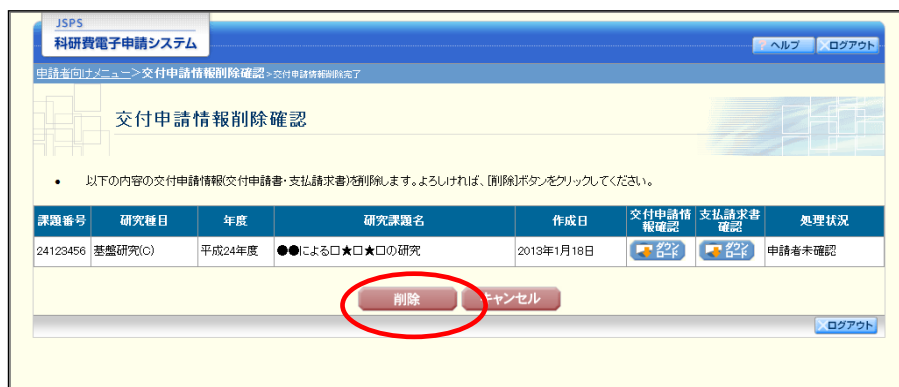 JSPS
科研費電子申請システム
? ヘルプ ×ログアウト
申請者向けメニュー>交付申請情報削除確認>交付申請情報削除完了
交付申請情報削除確認
• 以下の内容の交付申請情報(交付申請書・支払請求書)を削除します。よろしければ、[削除]ボタンをクリックしてください。
課題番号 研究種目 年度 研究課題名 作成日 交付申請情報確認 支払請求書確認 処理状況
24123456 基盤研究(C) 平成24年度 ●●による□★□★□の研究 2013年1月18日 ダウンロード ダウンロード 申請者未確認
削除 キャンセル
×ログアウト